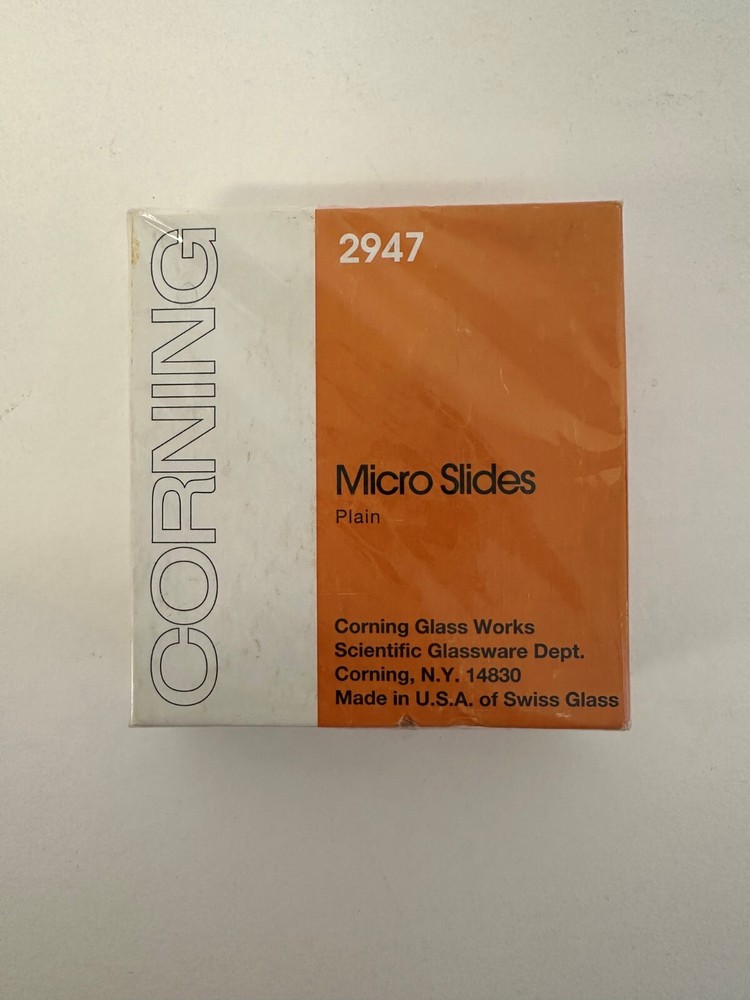 CORNING
2947
Micro Slides
Plain
Corning Glass Works
Scientific Glassware Dept.
Corning, N.Y. 14830
Made in U.S.A. of Swiss Glass